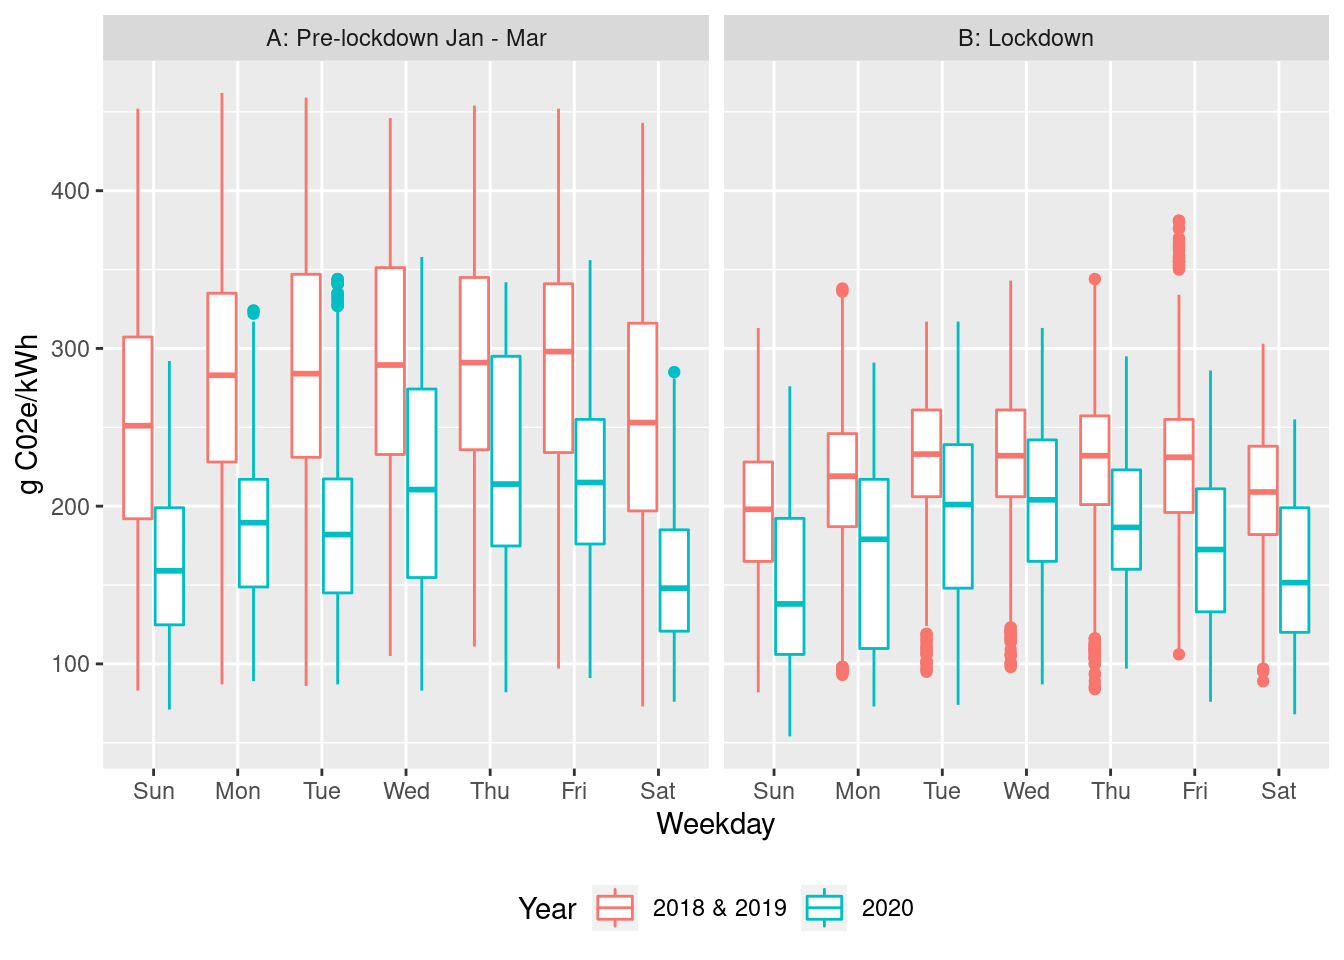 A: Pre-lockdown Jan - Mar
B: Lockdown
g C02e/kWh
400
300
200
100
Sun Mon Tue Wed Thu Fri Sat
Sun Mon Tue Wed Thu Fri Sat
Weekday
Year 2018 & 2019 2020